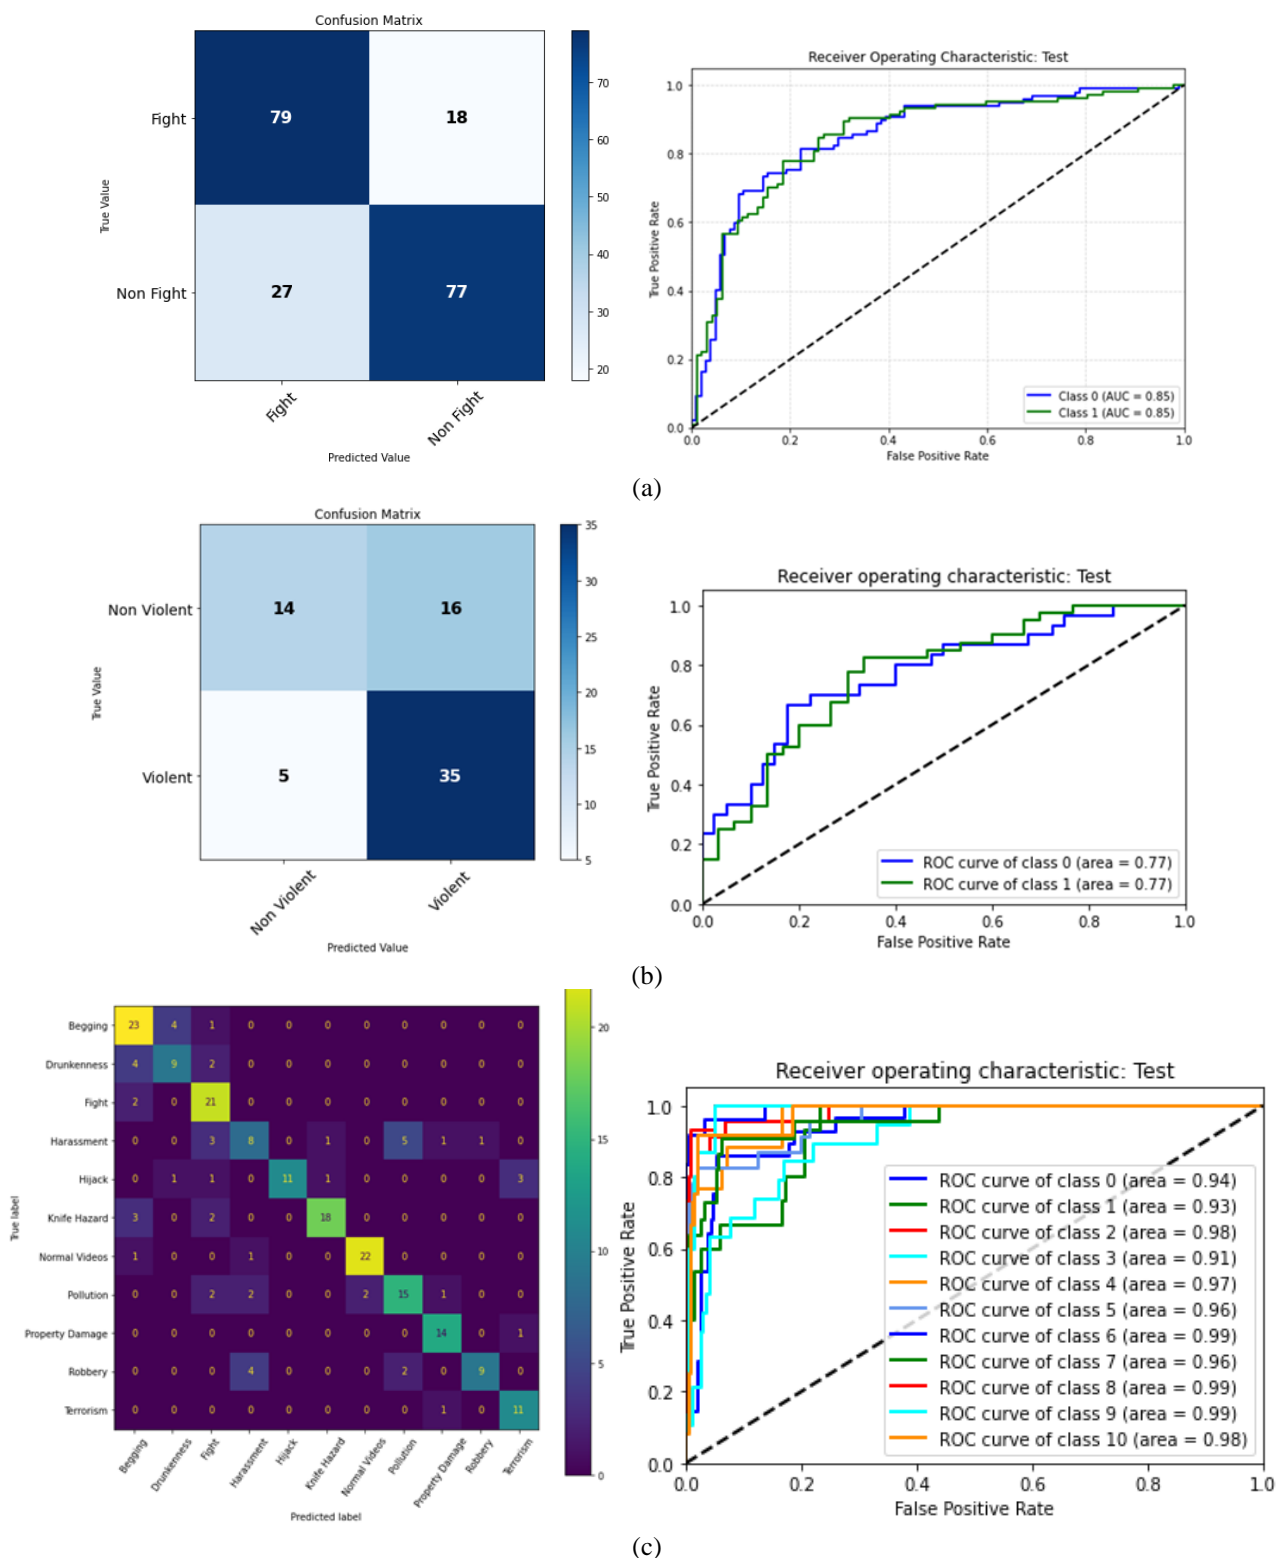 Confusion Matrix
70
60
50
40
30
20
True Value
Fight
79 18
Non Fight
27 77
Fight
Non Fight
Predicted Value
Receiver Operating Characteristic: Test
1.0
0.8
0.6
0.4
0.2
0.0
True Positive Rate
Class 0 (AUC = 0.85)
Class 1 (AUC = 0.85)
0.0 0.2 0.4 0.6 0.8 1.0
False Positive Rate
(a)
Confusion Matrix
35
30
25
20
15
10
5
True Value
Non Violent
14 16
Violent
5 35
Non Violent
Violent
Predicted Value
Receiver operating characteristic: Test
1.0
0.8
0.6
0.4
0.2
0.0
True Positive Rate
ROC curve of class 0 (area = 0.77)
ROC curve of class 1 (area = 0.77)
0.0 0.2 0.4 0.6 0.8 1.0
False Positive Rate
(b)
True label
Begging 23 4 1 0 0 0 0 0 0 0 0
Drunkenness 4 9 2 0 0 0 0 0 0 0 0
Fight 2 0 21 0 0 0 0 0 0 0 0
Harassment 0 0 3 8 0 1 0 5 1 1 0
Hijack 0 1 1 0 11 1 0 0 0 0 3
Knife Hazard 3 0 2 0 0 18 0 0 0 0 0
Normal Videos 1 0 0 1 0 0 22 0 0 0 0
Pollution 0 0 2 2 0 0 2 15 1 0 0
Property Damage 0 0 0 0 0 0 0 0 14 0 1
Robbery 0 0 0 4 0 0 0 2 0 9 0
Terrorism 0 0 0 0 0 0 0 0 1 0 11
Begging
Drunkenness
Fight
Harassment
Hijack
Knife Hazard
Normal Videos
Pollution
Property Damage
Robbery
Terrorism
Predicted label
20
15
10
5
0
Receiver operating characteristic: Test
1.0
0.8
0.6
0.4
0.2
0.0
True Positive Rate
ROC curve of class 0 (area = 0.94)
ROC curve of class 1 (area = 0.93)
ROC curve of class 2 (area = 0.98)
ROC curve of class 3 (area = 0.91)
ROC curve of class 4 (area = 0.97)
ROC curve of class 5 (area = 0.96)
ROC curve of class 6 (area = 0.99)
ROC curve of class 7 (area = 0.96)
ROC curve of class 8 (area = 0.99)
ROC curve of class 9 (area = 0.99)
ROC curve of class 10 (area = 0.98)
0.0 0.2 0.4 0.6 0.8 1.0
False Positive Rate
(c)